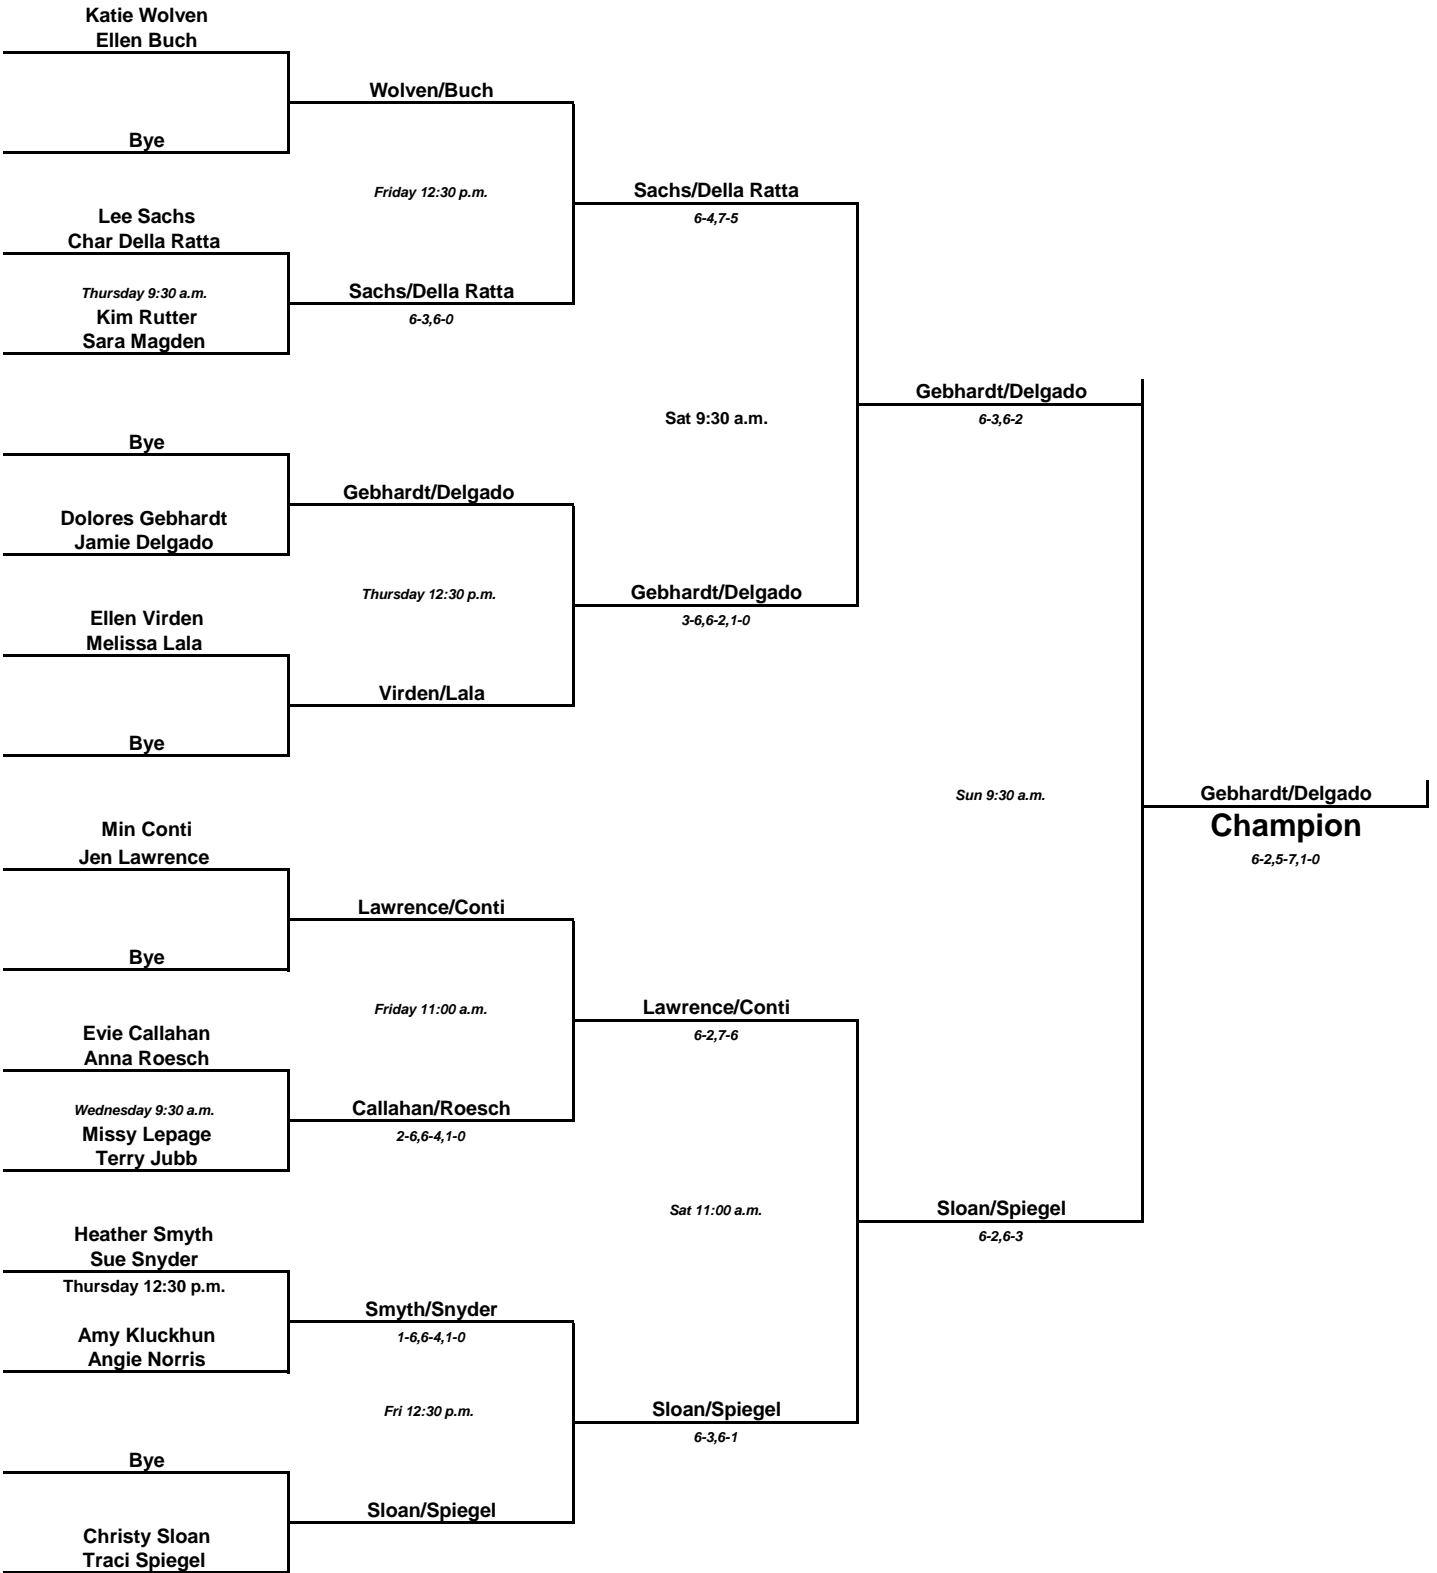 Katie Wolven
Ellen Buch
Wolven/Buch
Bye
Friday 12:30 p.m.
Sachs/Della Ratta
6-4,7-5
Lee Sachs
Char Della Ratta
Thursday 9:30 a.m.
Sachs/Della Ratta
6-3,6-0
Kim Rutter
Sara Magden
Gebhardt/Delgado
6-3,6-2
Sat 9:30 a.m.
Bye
Gebhardt/Delgado
Dolores Gebhardt
Jamie Delgado
Thursday 12:30 p.m.
Gebhardt/Delgado
3-6,6-2,1-0
Ellen Virden
Melissa Lala
Virden/Lala
Bye
Sun 9:30 a.m.
Gebhardt/Delgado
Champion
6-2,5-7,1-0
Min Conti
Jen Lawrence
Lawrence/Conti
Bye
Friday 11:00 a.m.
Lawrence/Conti
6-2,7-6
Evie Callahan
Anna Roesch
Wednesday 9:30 a.m.
Callahan/Roesch
2-6,6-4,1-0
Missy Lepage
Terry Jubb
Sat 11:00 a.m.
Sloan/Spiegel
6-2,6-3
Heather Smyth
Sue Snyder
Thursday 12:30 p.m.
Smyth/Snyder
1-6,6-4,1-0
Amy Kluckhun
Angie Norris
Fri 12:30 p.m.
Sloan/Spiegel
6-3,6-1
Bye
Sloan/Spiegel
Christy Sloan
Traci Spiegel